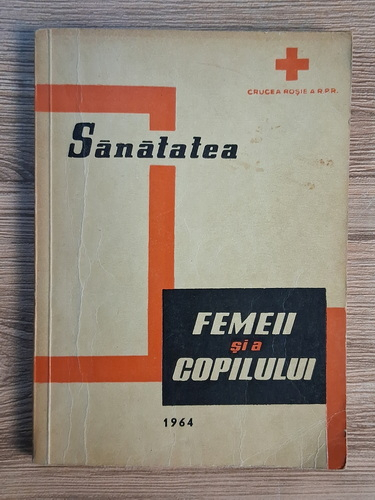 CRUCEA ROȘIE A R.P.R.
Sănătatea
FEMEII
și a
COPILULUI
1964